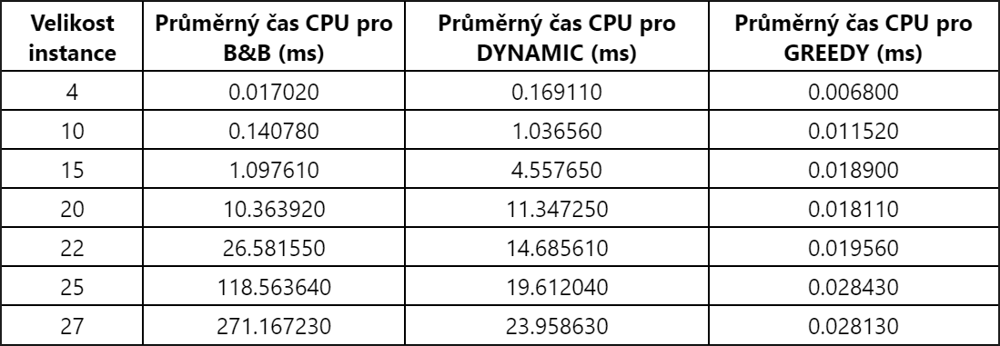 Velikost instance Průměrný čas CPU pro B&B (ms) Průměrný čas CPU pro DYNAMIC (ms) Průměrný čas CPU pro GREEDY (ms)
4 0.017020 0.169110 0.006800
10 0.140780 1.036560 0.011520
15 1.097610 4.557650 0.018900
20 10.363920 11.347250 0.018110
22 26.581550 14.685610 0.019560
25 118.563640 19.612040 0.028430
27 271.167230 23.958630 0.028130